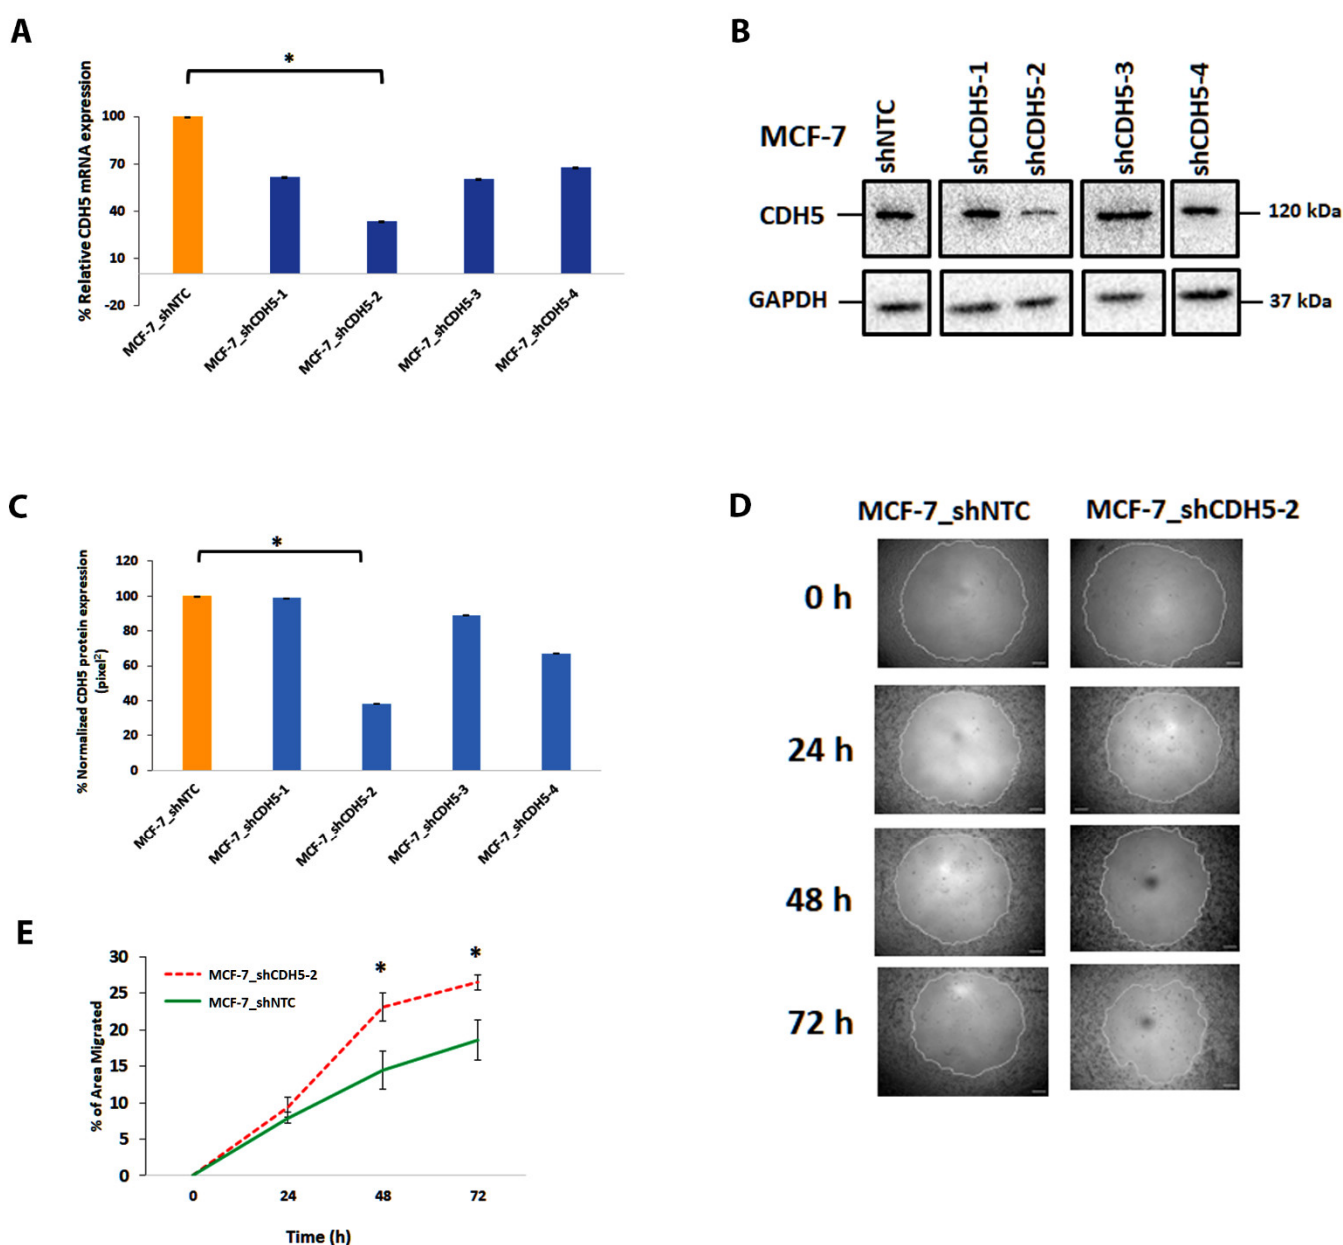 A
% Relative CDH5 mRNA expression
*
100
70
40
10
-20
MCF-7_shNTC
MCF-7_shCDH5-1
MCF-7_shCDH5-2
MCF-7_shCDH5-3
MCF-7_shCDH5-4
B
MCF-7
shNTC
shCDH5-1
shCDH5-2
shCDH5-3
shCDH5-4
CDH5
120 kDa
GAPDH
37 kDa
C
% Normalized CDH5 protein expression
(pixel²)
*
120
100
80
60
40
20
0
MCF-7_shNTC
MCF-7_shCDH5-1
MCF-7_shCDH5-2
MCF-7_shCDH5-3
MCF-7_shCDH5-4
D
MCF-7_shNTC
MCF-7_shCDH5-2
0 h
24 h
48 h
72 h
E
% of Area Migrated
30
25
20
15
10
5
0
MCF-7_shCDH5-2
MCF-7_shNTC
*
*
0
24
48
72
Time (h)